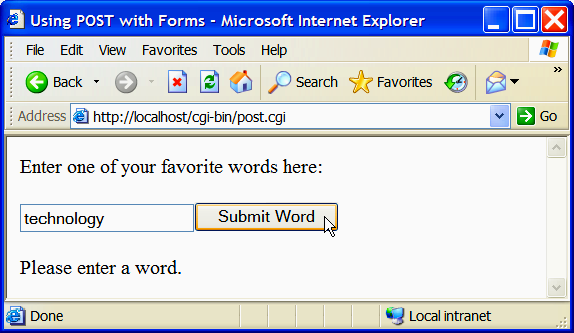 Using POST with Forms - Microsoft Internet Explorer
File Edit View Favorites Tools Help
Back Search Favorites »
Address http://localhost/cgi-bin/post.cgi Go
Enter one of your favorite words here:
technology Submit Word
Please enter a word.
Done Local intranet